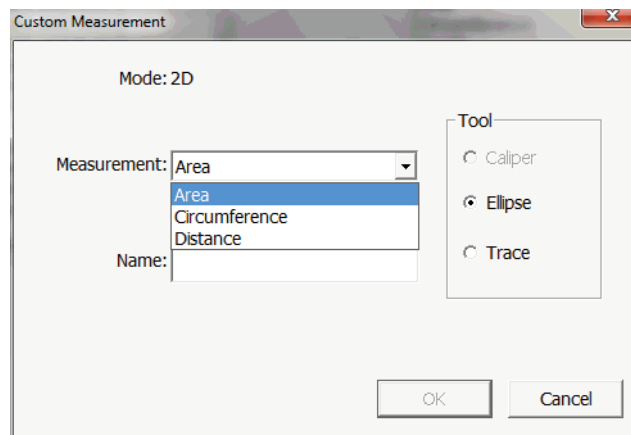 Custom Measurement
x
Mode: 2D
Tool
Caliper
Measurement: Area
Area
Ellipse
Circumference
Distance
Trace
Name:
OK
Cancel